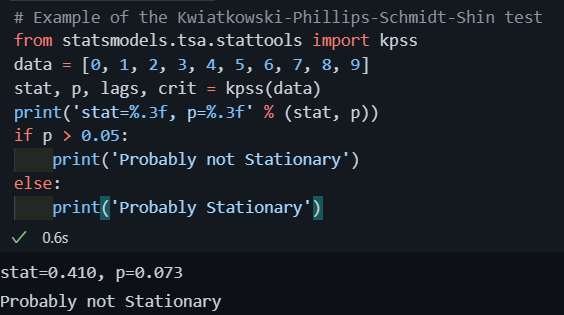 # Example of the Kwiatkowski-Phillips-Schmidt-Shin test
from statsmodels.tsa.stattools import kpss
data = [0, 1, 2, 3, 4, 5, 6, 7, 8, 9]
stat, p, lags, crit = kpss(data)
print('stat=%.3f, p=%.3f' % (stat, p))
if p > 0.05:
    print('Probably not Stationary')
else:
    print('Probably Stationary')
0.6s
stat=0.410, p=0.073
Probably not Stationary